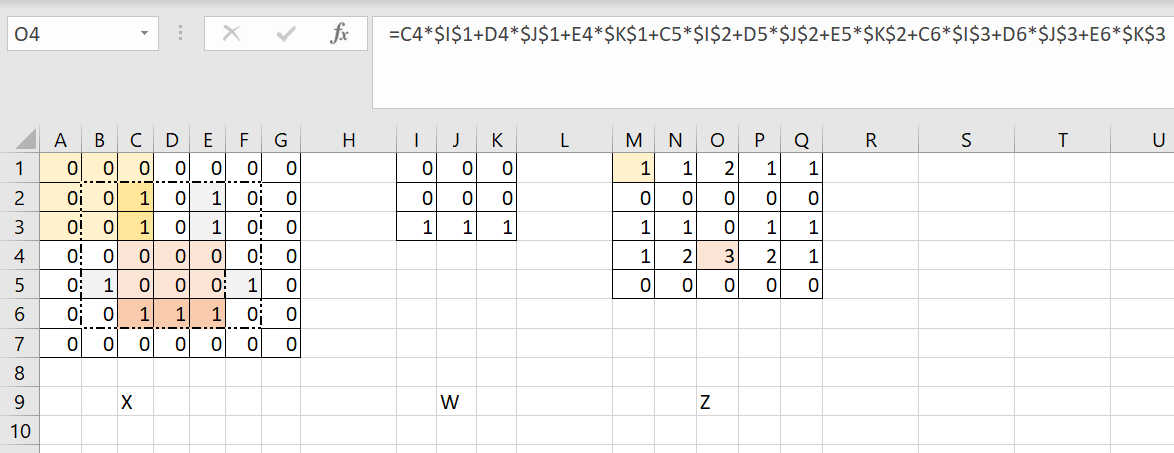 O4 fx =C4*$I$1+D4*$J$1+E4*$K$1+C5*$I$2+D5*$J$2+E5*$K$2+C6*$I$3+D6*$J$3+E6*$K$3
A B C D E F G H I J K L M N O P Q R S T U
1 0 0 0 0 0 0 0 0 0 0 1 1 2 1 1
2 0 0 1 0 1 0 0 0 0 0 0 0 0 0 0
3 0 0 1 0 1 0 0 1 1 1 1 1 0 1 1
4 0 0 0 0 0 0 0 1 2 3 2 1
5 0 1 0 0 0 1 0 0 0 0 0 0
6 0 0 1 1 1 0 0
7 0 0 0 0 0 0 0
8
9 X W Z
10